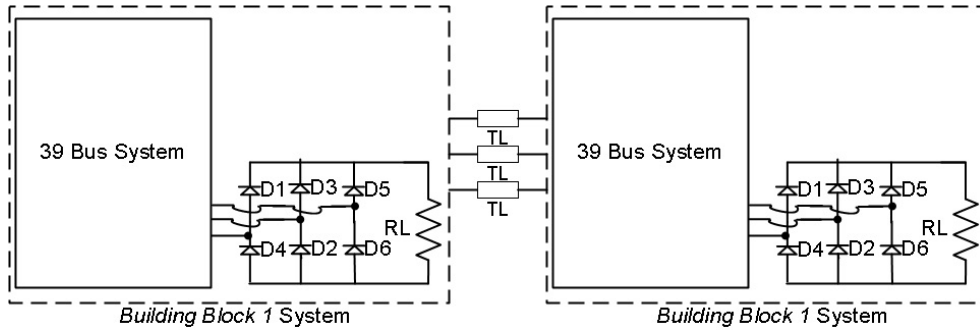 39 Bus System
D1
D3
D5
D4
D2
D6
RL
Building Block 1 System
TL
TL
TL
39 Bus System
D1
D3
D5
D4
D2
D6
RL
Building Block 1 System